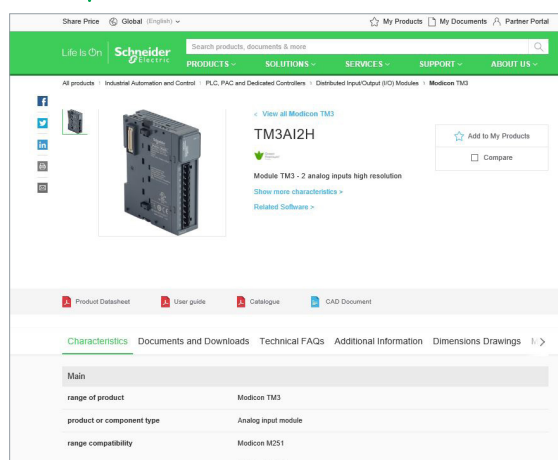 Share Price Global (English) My Products My Documents Partner Portal
Life Is On Schneider Electric
Search products, documents & more
PRODUCTS SOLUTIONS SERVICES SUPPORT ABOUT US
All products Industrial Automation and Control PLC, PAC and Dedicated Controllers Distributed Input/Output (I/O) Modules Modicon TM3
< View all Modicon TM3
TM3AI2H
Add to My Products
Compare
Module TM3 - 2 analog inputs high resolution
Show more characteristics >
Related Software >
Product Datasheet User guide Catalogue CAD Document
Characteristics Documents and Downloads Technical FAQs Additional Information Dimensions Drawings
Main
range of product Modicon TM3
product or component type Analog input module
range compatibility Modicon M251